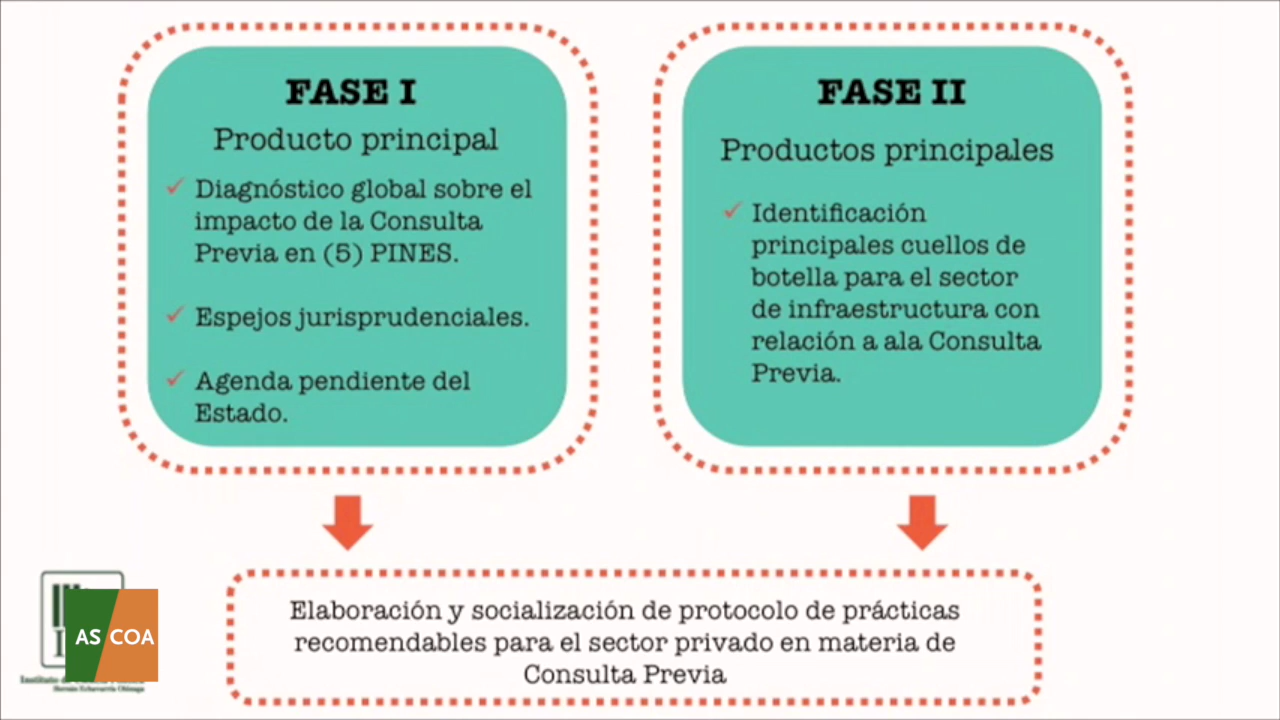 FASE I
Producto principal
✓ Diagnóstico global sobre el
impacto de la Consulta
Previa en (5) PINES.
✓ Espejos jurisprudenciales.
✓ Agenda pendiente del
Estado.
FASE II
Productos principales
✓ Identificación
principales cuellos de
botella para el sector
de infraestructura con
relación a ala Consulta
Previa.
Elaboración y socialización de protocolo de prácticas
recomendables para el sector privado en materia de
Consulta Previa
AS COA
Instituto de